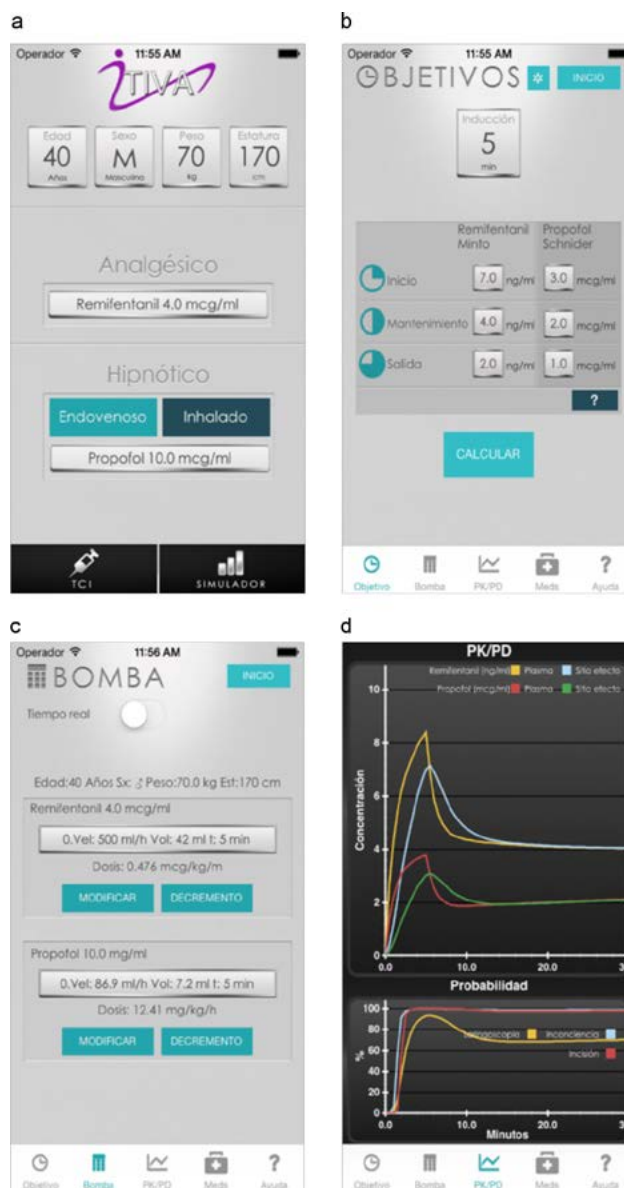 a
Operador 11:55 AM
iTIVA
Edad Sexo Peso Estatura
40 M 70 170
Años Masculino kg cm
Analgésico
Remifentanil 4.0 mcg/ml
Hipnótico
Endovenoso Inhalado
Propofol 10.0 mcg/ml
TCI SIMULADOR
b
Operador 11:55 AM
OBJETIVOS INICIO
Inducción
5
min
Remifentanil Propofol
Minto Schnider
Inicio 7.0 ng/ml 3.0 mcg/ml
Mantenimiento 4.0 ng/ml 2.0 mcg/ml
Salida 2.0 ng/ml 1.0 mcg/ml
?
CALCULAR
Objetivo Bomba PK/PD Meds Ayuda
c
Operador 11:56 AM
BOMBA INICIO
Tiempo real
Edad:40 Años Sx: ♂ Peso:70.0 kg Est:170 cm
Remifentanil 4.0 mcg/ml
0.Vel: 500 ml/h Vol: 42 ml t: 5 min
Dosis: 0.476 mcg/kg/m
MODIFICAR DECREMENTO
Propofol 10.0 mg/ml
0.Vel: 86.9 ml/h Vol: 7.2 ml t: 5 min
Dosis: 12.41 mg/kg/h
MODIFICAR DECREMENTO
Objetivo Bomba PK/PD Meds Ayuda
d
PK/PD
Remifentanil (ng/ml) Plasma Sitio efecto
Propofol (mcg/ml) Plasma Sitio efecto
Concentración
10
8
6
4
2
0
0.0 10.0 20.0
Probabilidad
Laringoscopia Inconciencia
Incisión
%
100
80
60
40
20
0
0.0 10.0 20.0
Minutos
Objetivo Bomba PK/PD Meds Ayuda